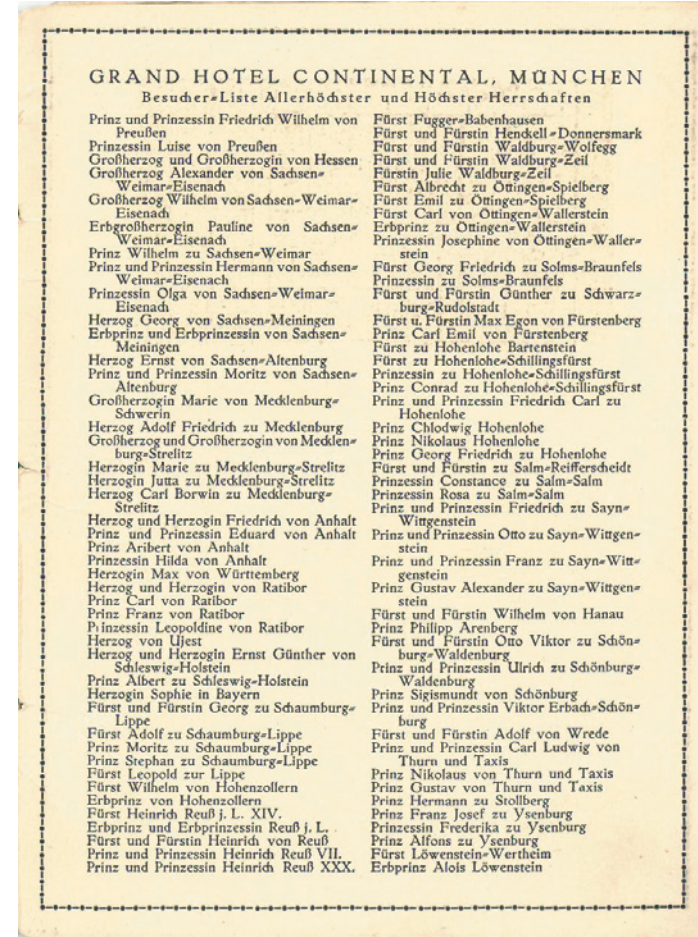 GRAND HOTEL CONTINENTAL, MÜNCHEN
Besucher=Liste Allerhöchster und Höchster Herrschaften
Prinz und Prinzessin Friedrich Wilhelm von
Preußen
Prinzessin Luise von Preußen
Großherzog und Großherzogin von Hessen
Großherzog Alexander von Sachsen=
Weimar=Eisenach
Großherzog Wilhelm von Sachsen=Weimar=
Eisenach
Erbgroßherzogin Pauline von Sachsen=
Weimar=Eisenach
Prinz Wilhelm zu Sachsen=Weimar
Prinz und Prinzessin Hermann von Sachsen=
Weimar=Eisenach
Prinzessin Olga von Sachsen=Weimar=
Eisenach
Herzog Georg von Sachsen=Meiningen
Erbprinz und Erbprinzessin von Sachsen=
Meiningen
Herzog Ernst von Sachsen=Altenburg
Prinz und Prinzessin Moritz von Sachsen=
Altenburg
Großherzogin Marie von Mecklenburg=
Schwerin
Herzog Adolf Friedrich zu Mecklenburg
Großherzog und Großherzogin von Mecklen=
burg=Strelitz
Herzogin Marie zu Mecklenburg=Strelitz
Herzogin Jutta zu Mecklenburg=Strelitz
Herzog Carl Borwin zu Mecklenburg=
Strelitz
Herzog und Herzogin Friedrich von Anhalt
Prinz und Prinzessin Eduard von Anhalt
Prinz Aribert von Anhalt
Prinzessin Hilda von Anhalt
Herzogin Max von Württemberg
Herzog und Herzogin von Ratibor
Prinz Carl von Ratibor
Prinz Franz von Ratibor
Prinzessin Leopoldine von Ratibor
Herzog von Ujest
Herzog und Herzogin Ernst Günther von
Schleswig=Holstein
Prinz Albert zu Schleswig=Holstein
Herzogin Sophie in Bayern
Fürst und Fürstin Georg zu Schaumburg=
Lippe
Fürst Adolf zu Schaumburg=Lippe
Prinz Moritz zu Schaumburg=Lippe
Prinz Stephan zu Schaumburg=Lippe
Fürst Leopold zur Lippe
Fürst Wilhelm von Hohenzollern
Erbprinz von Hohenzollern
Fürst Heinrich Reuß j. L. XIV.
Erbprinz und Erbprinzessin Reuß j. L.
Fürst und Fürstin Heinrich von Reuß
Prinz und Prinzessin Heinrich Reuß VII.
Prinz und Prinzessin Heinrich Reuß XXX.
Fürst Fugger=Babenhausen
Fürst und Fürstin Henckell=Donnersmark
Fürst und Fürstin Waldburg=Wolfegg
Fürst und Fürstin Waldburg=Zeil
Fürstin Julie Waldburg=Zeil
Fürst Albrecht zu Öttingen=Spielberg
Fürst Emil zu Öttingen=Spielberg
Fürst Carl von Öttingen=Wallerstein
Erbprinz zu Öttingen=Wallerstein
Prinzessin Josephine von Öttingen=Waller=
stein
Fürst Georg Friedrich zu Solms=Braunfels
Prinzessin zu Solms=Braunfels
Fürst und Fürstin Günther zu Schwarz=
burg=Rudolstadt
Fürst u. Fürstin Max Egon von Fürstenberg
Prinz Carl Emil von Fürstenberg
Fürst zu Hohenlohe Bartenstein
Fürst zu Hohenlohe=Schillingsfürst
Prinzessin zu Hohenlohe=Schillingsfürst
Prinz Conrad zu Hohenlohe=Schillingsfürst
Prinz und Prinzessin Friedrich Carl zu
Hohenlohe
Prinz Chlodwig Hohenlohe
Prinz Nikolaus Hohenlohe
Prinz Georg Friedrich zu Hohenlohe
Fürst und Fürstin zu Salm=Reifferscheidt
Prinzessin Constance zu Salm=Salm
Prinzessin Rosa zu Salm=Salm
Prinz und Prinzessin Friedrich zu Sayn=
Wittgenstein
Prinz und Prinzessin Otto zu Sayn=Wittgen=
stein
Prinz und Prinzessin Franz zu Sayn=Witt=
genstein
Prinz Gustav Alexander zu Sayn=Wittgen=
stein
Fürst und Fürstin Wilhelm von Hanau
Prinz Philipp Arenberg
Fürst und Fürstin Otto Viktor zu Schön=
burg=Waldenburg
Prinz und Prinzessin Ulrich zu Schönburg=
Waldenburg
Prinz Sigismundt von Schönburg
Prinz und Prinzessin Viktor Erbach=Schön=
burg
Fürst und Fürstin Adolf von Wrede
Prinz und Prinzessin Carl Ludwig von
Thurn und Taxis
Prinz Nikolaus von Thurn und Taxis
Prinz Gustav von Thurn und Taxis
Prinz Hermann zu Stollberg
Prinz Franz Josef zu Ysenburg
Prinzessin Frederika zu Ysenburg
Prinz Alfons zu Ysenburg
Fürst Löwenstein=Wertheim
Erbprinz Alois Löwenstein